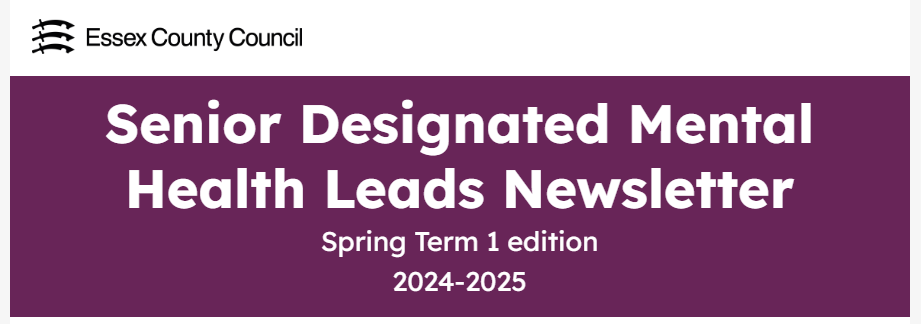 Essex County Council
Senior Designated Mental
Health Leads Newsletter
Spring Term 1 edition
2024-2025